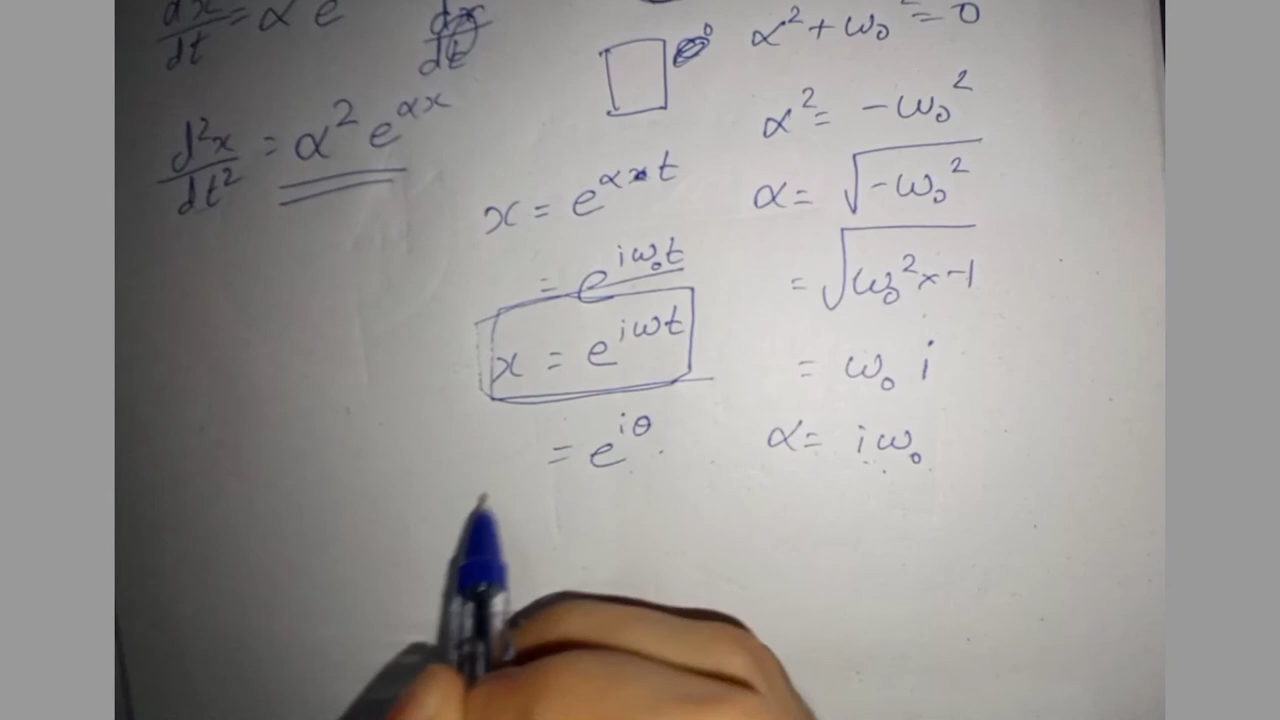 dx/dt = α e
dx/dt
d²x/dt² = α² e^αx
x = e^αxt
= e^iω₀t
x = e^iωt
= e^iθ
α² + ω₀² = 0
α² = -ω₀²
α = √-ω₀²
= √ω₀² x -1
= ω₀ i
α = iω₀